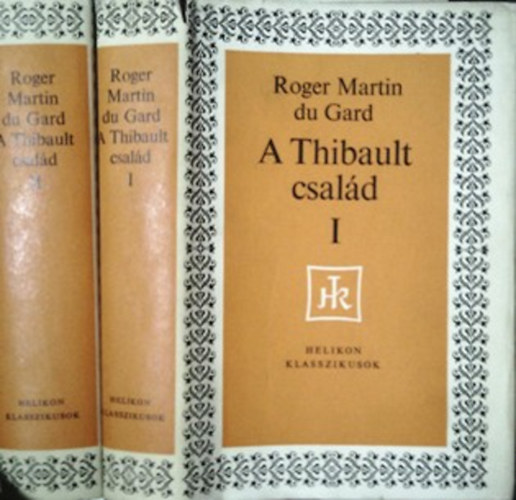 Roger
Martin
du Gard
A Thibault
család
II
HELIKON
KLASSZIKUSOK
Roger
Martin
du Gard
A Thibault
család
I
HELIKON
KLASSZIKUSOK
Roger Martin
du Gard
A Thibault
család
I
HELIKON
KLASSZIKUSOK